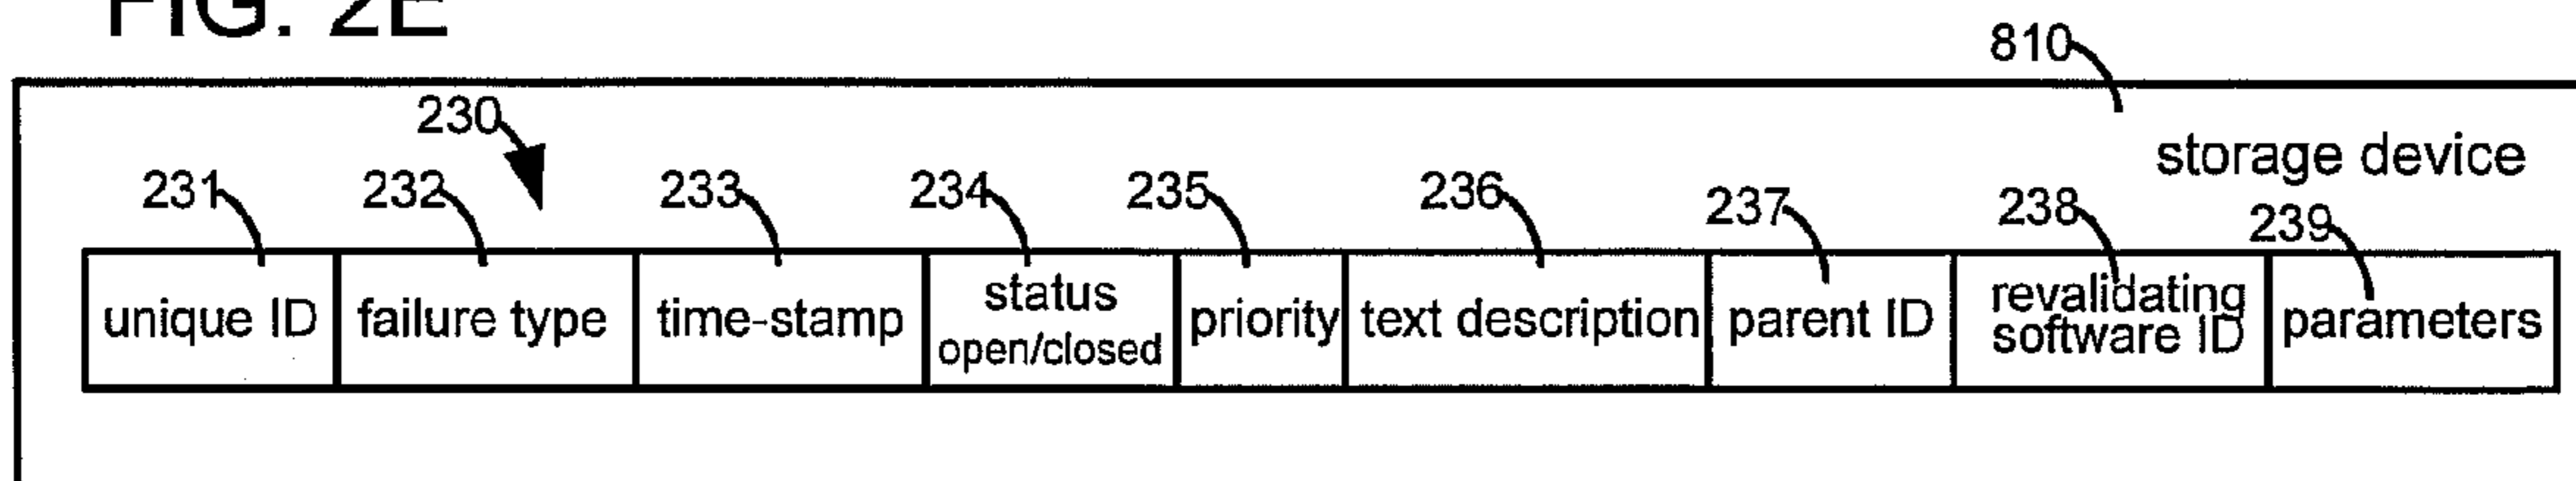 FIG. 2E
810
230
storage device
231 232 233 234 235 236 237 238 239
unique ID
failure type
time-stamp
status
open/closed
priority
text description
parent ID
revalidating
software ID
parameters